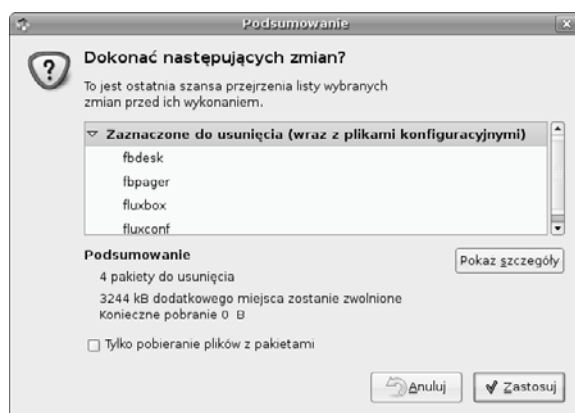 Podsumowanie
Dokonać następujących zmian?
To jest ostatnia szansa przejrzenia listy wybranych
zmian przed ich wykonaniem.
Zaznaczone do usunięcia (wraz z plikami konfiguracyjnymi)
fbdesk
fbpager
fluxbox
fluxconf
Podsumowanie
Pokaż szczegóły
4 pakiety do usunięcia
3244 kB dodatkowego miejsca zostanie zwolnione
Konieczne pobranie 0 B
Tylko pobieranie plików z pakietami
Anuluj
Zastosuj